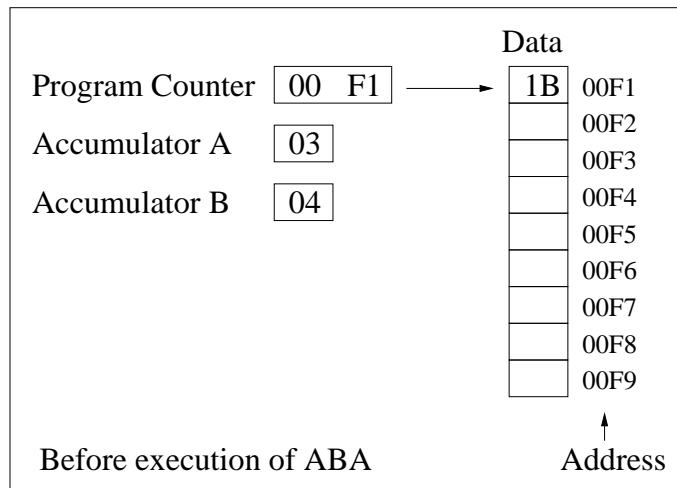 Data
Program Counter 00 F1 1B 00F1
00F2
Accumulator A 03 00F3
Accumulator B 04 00F4
00F5
00F6
00F7
00F8
00F9
Before execution of ABA Address